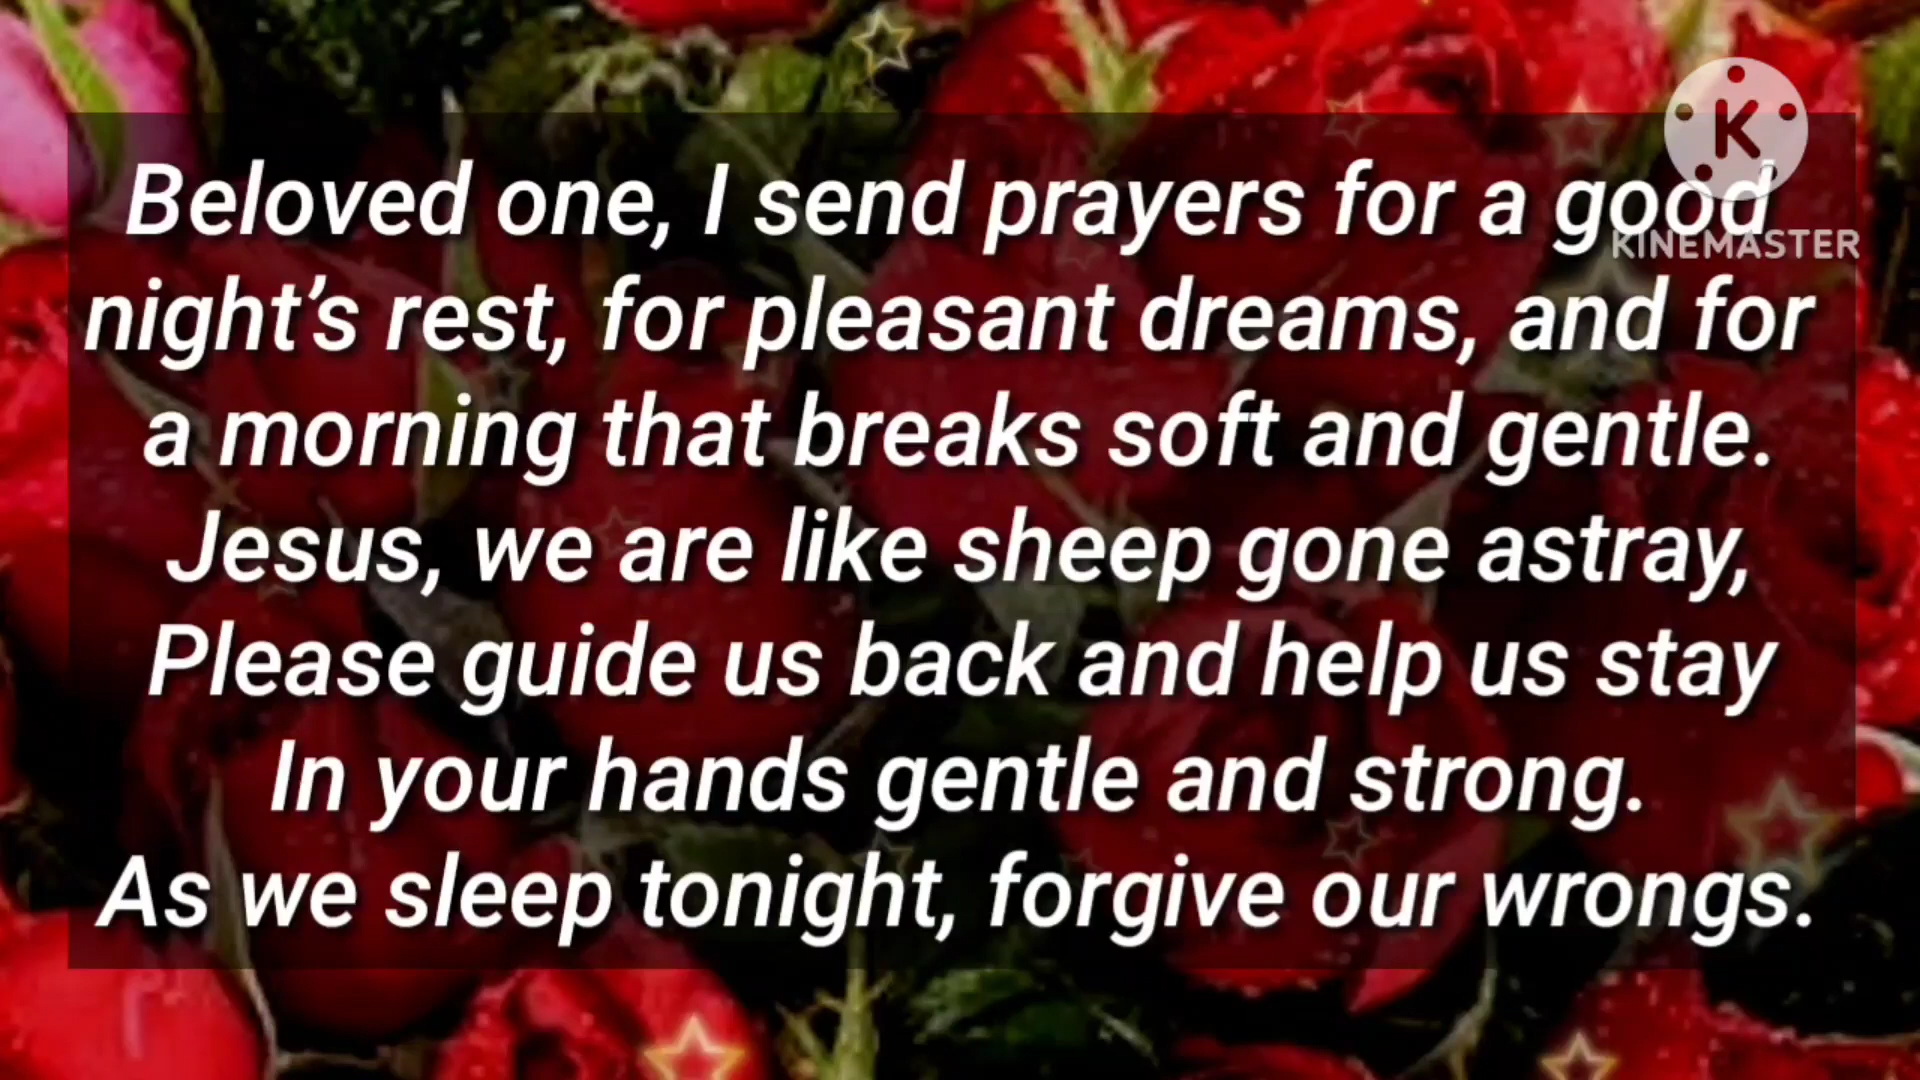 Beloved one, I send prayers for a good
KINEMASTER
night’s rest, for pleasant dreams, and for
a morning that breaks soft and gentle.
Jesus, we are like sheep gone astray,
Please guide us back and help us stay
In your hands gentle and strong.
As we sleep tonight, forgive our wrongs.